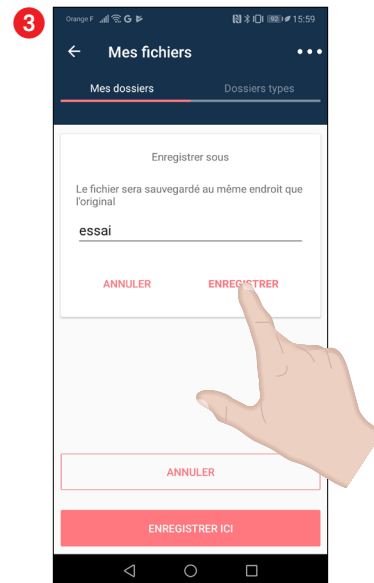 3
Orange F G 92 15:59
Mes fichiers
Mes dossiers Dossiers types
Enregistrer sous
Le fichier sera sauvegardé au même endroit que
l'original
essai
ANNULER ENREGISTRER
ANNULER
ENREGISTRER ICI